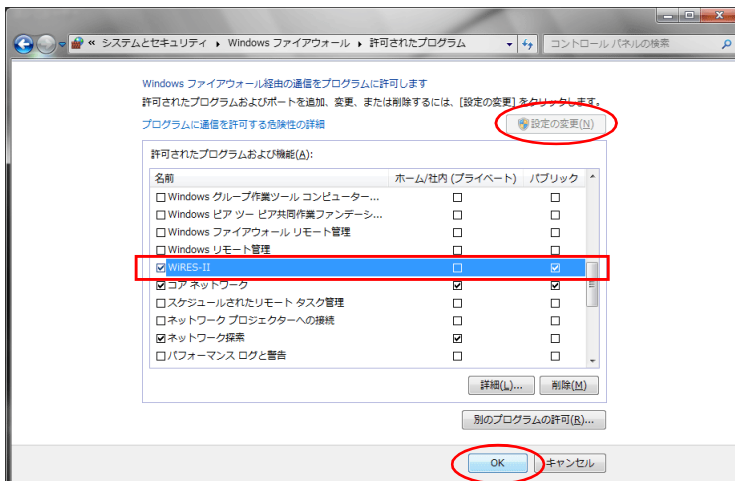 « システムとセキュリティ ▸ Windows ファイアウォール ▸ 許可されたプログラム
コントロール パネルの検索
Windows ファイアウォール経由の通信をプログラムに許可します
許可されたプログラムおよびポートを追加、変更、または削除するには、[設定の変更] をクリックします。
プログラムに通信を許可する危険性の詳細
設定の変更(N)
許可されたプログラムおよび機能(A):
名前 ホーム/社内 (プライベート) パブリック
Windows グループ作業ツール コンピューター...
Windows ピア ツー ピア共同作業ファンデーシ...
Windows ファイアウォール リモート管理
Windows リモート管理
WiRES-II
コア ネットワーク
スケジュールされたリモート タスク管理
ネットワーク プロジェクターへの接続
ネットワーク探索
パフォーマンス ログと警告
詳細(L)... 削除(M)
別のプログラムの許可(R)...
OK キャンセル